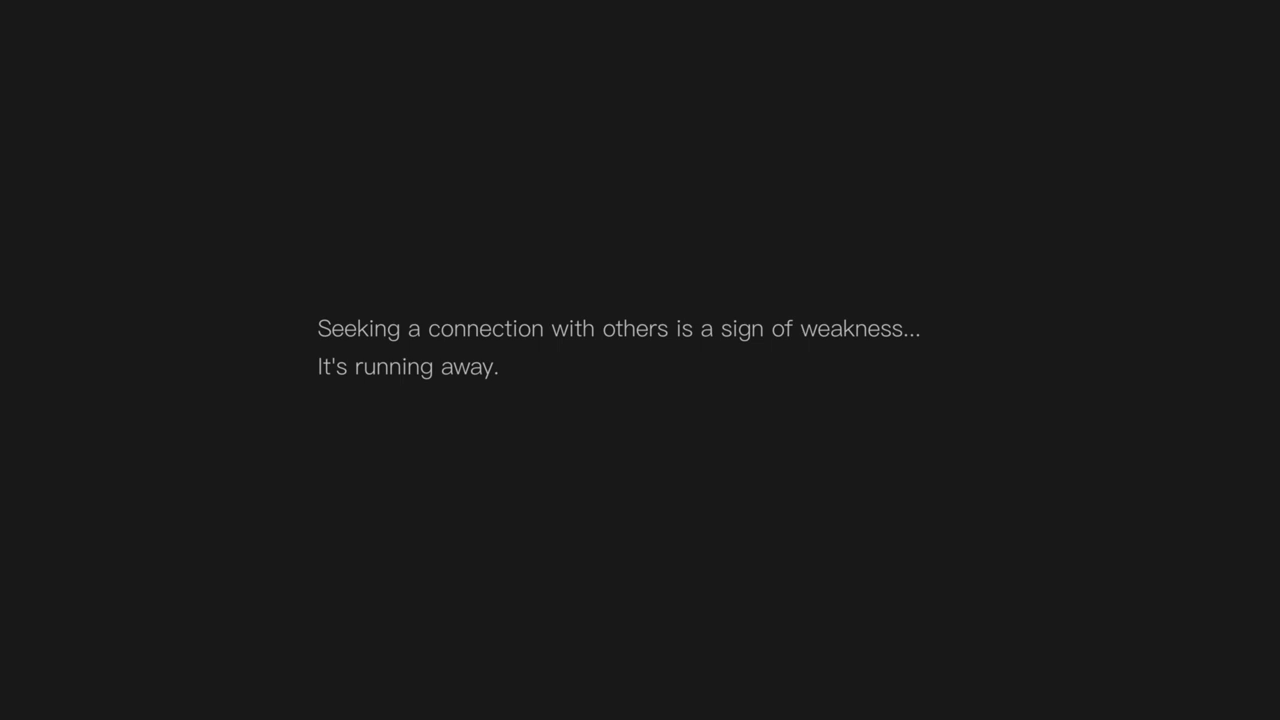 Seeking a connection with others is a sign of weakness...
It's running away.